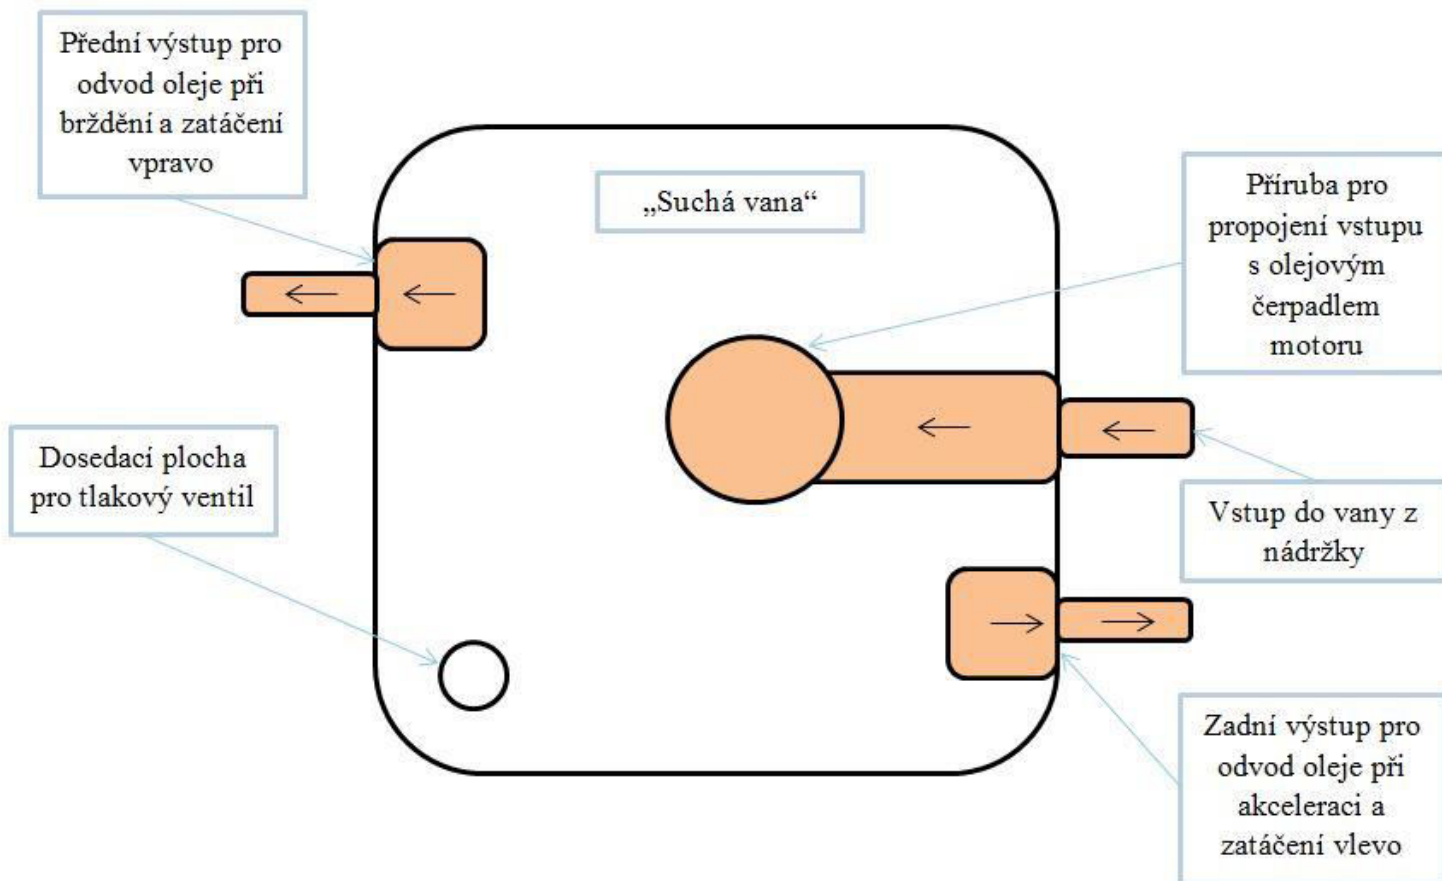 Přední výstup pro
odvod oleje při
bržďění a zatáčení
vpravo
„Suchá vana“
Příruba pro
propojení vstupu
s olejovým
čerpadlem
motoru
Dosedací plocha
pro tlakový ventil
Vstup do vany z
nádržky
Zadní výstup pro
odvod oleje při
akceleraci a
zatáčení vlevo